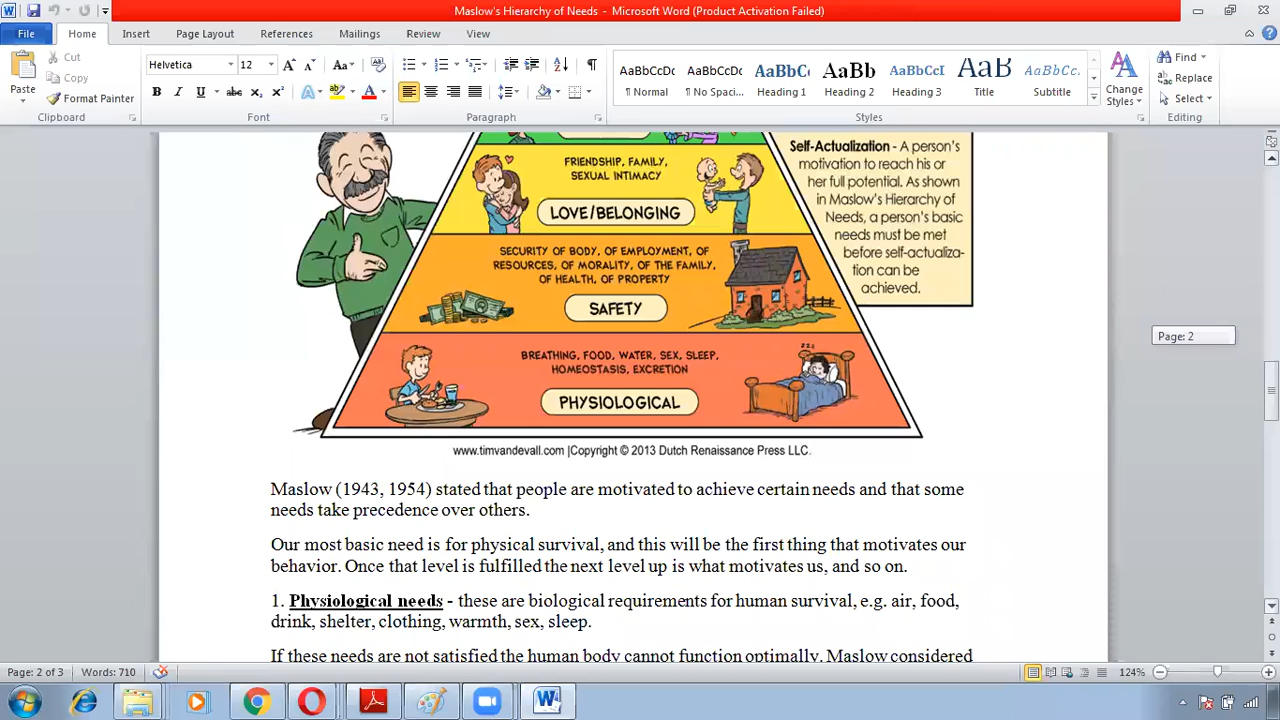 Maslow's Hierarchy of Needs - Microsoft Word (Product Activation Failed)
File Home Insert Page Layout References Mailings Review View
Cut
Copy
Format Painter
Paste
Clipboard
Helvetica 12
Font
Paragraph
AaBbCcDc AaBbCcDc AaBbCc AaBbCc AaBbCcI AaB AaBbCc.
¶ Normal ¶ No Spaci... Heading 1 Heading 2 Heading 3 Title Subtitle
Styles
Change Styles
Find
Replace
Select
Editing
FRIENDSHIP, FAMILY,
SEXUAL INTIMACY
LOVE/BELONGING
SECURITY OF BODY, OF EMPLOYMENT, OF
RESOURCES, OF MORALITY, OF THE FAMILY,
OF HEALTH, OF PROPERTY
SAFETY
BREATHING, FOOD, WATER, SEX, SLEEP,
HOMEOSTASIS, EXCRETION
PHYSIOLOGICAL
Self-Actualization - A person's
motivation to reach his or
her full potential. As shown
in Maslow's Hierarchy of
Needs, a person's basic
needs must be met
before self-actualiza-
tion can be
achieved.
Page: 2
www.timvandevall.com |Copyright © 2013 Dutch Renaissance Press LLC.
Maslow (1943, 1954) stated that people are motivated to achieve certain needs and that some
needs take precedence over others.
Our most basic need is for physical survival, and this will be the first thing that motivates our
behavior. Once that level is fulfilled the next level up is what motivates us, and so on.
1. Physiological needs - these are biological requirements for human survival, e.g. air, food,
drink, shelter, clothing, warmth, sex, sleep.
If these needs are not satisfied the human body cannot function optimally. Maslow considered
Page: 2 of 3 Words: 710 124%